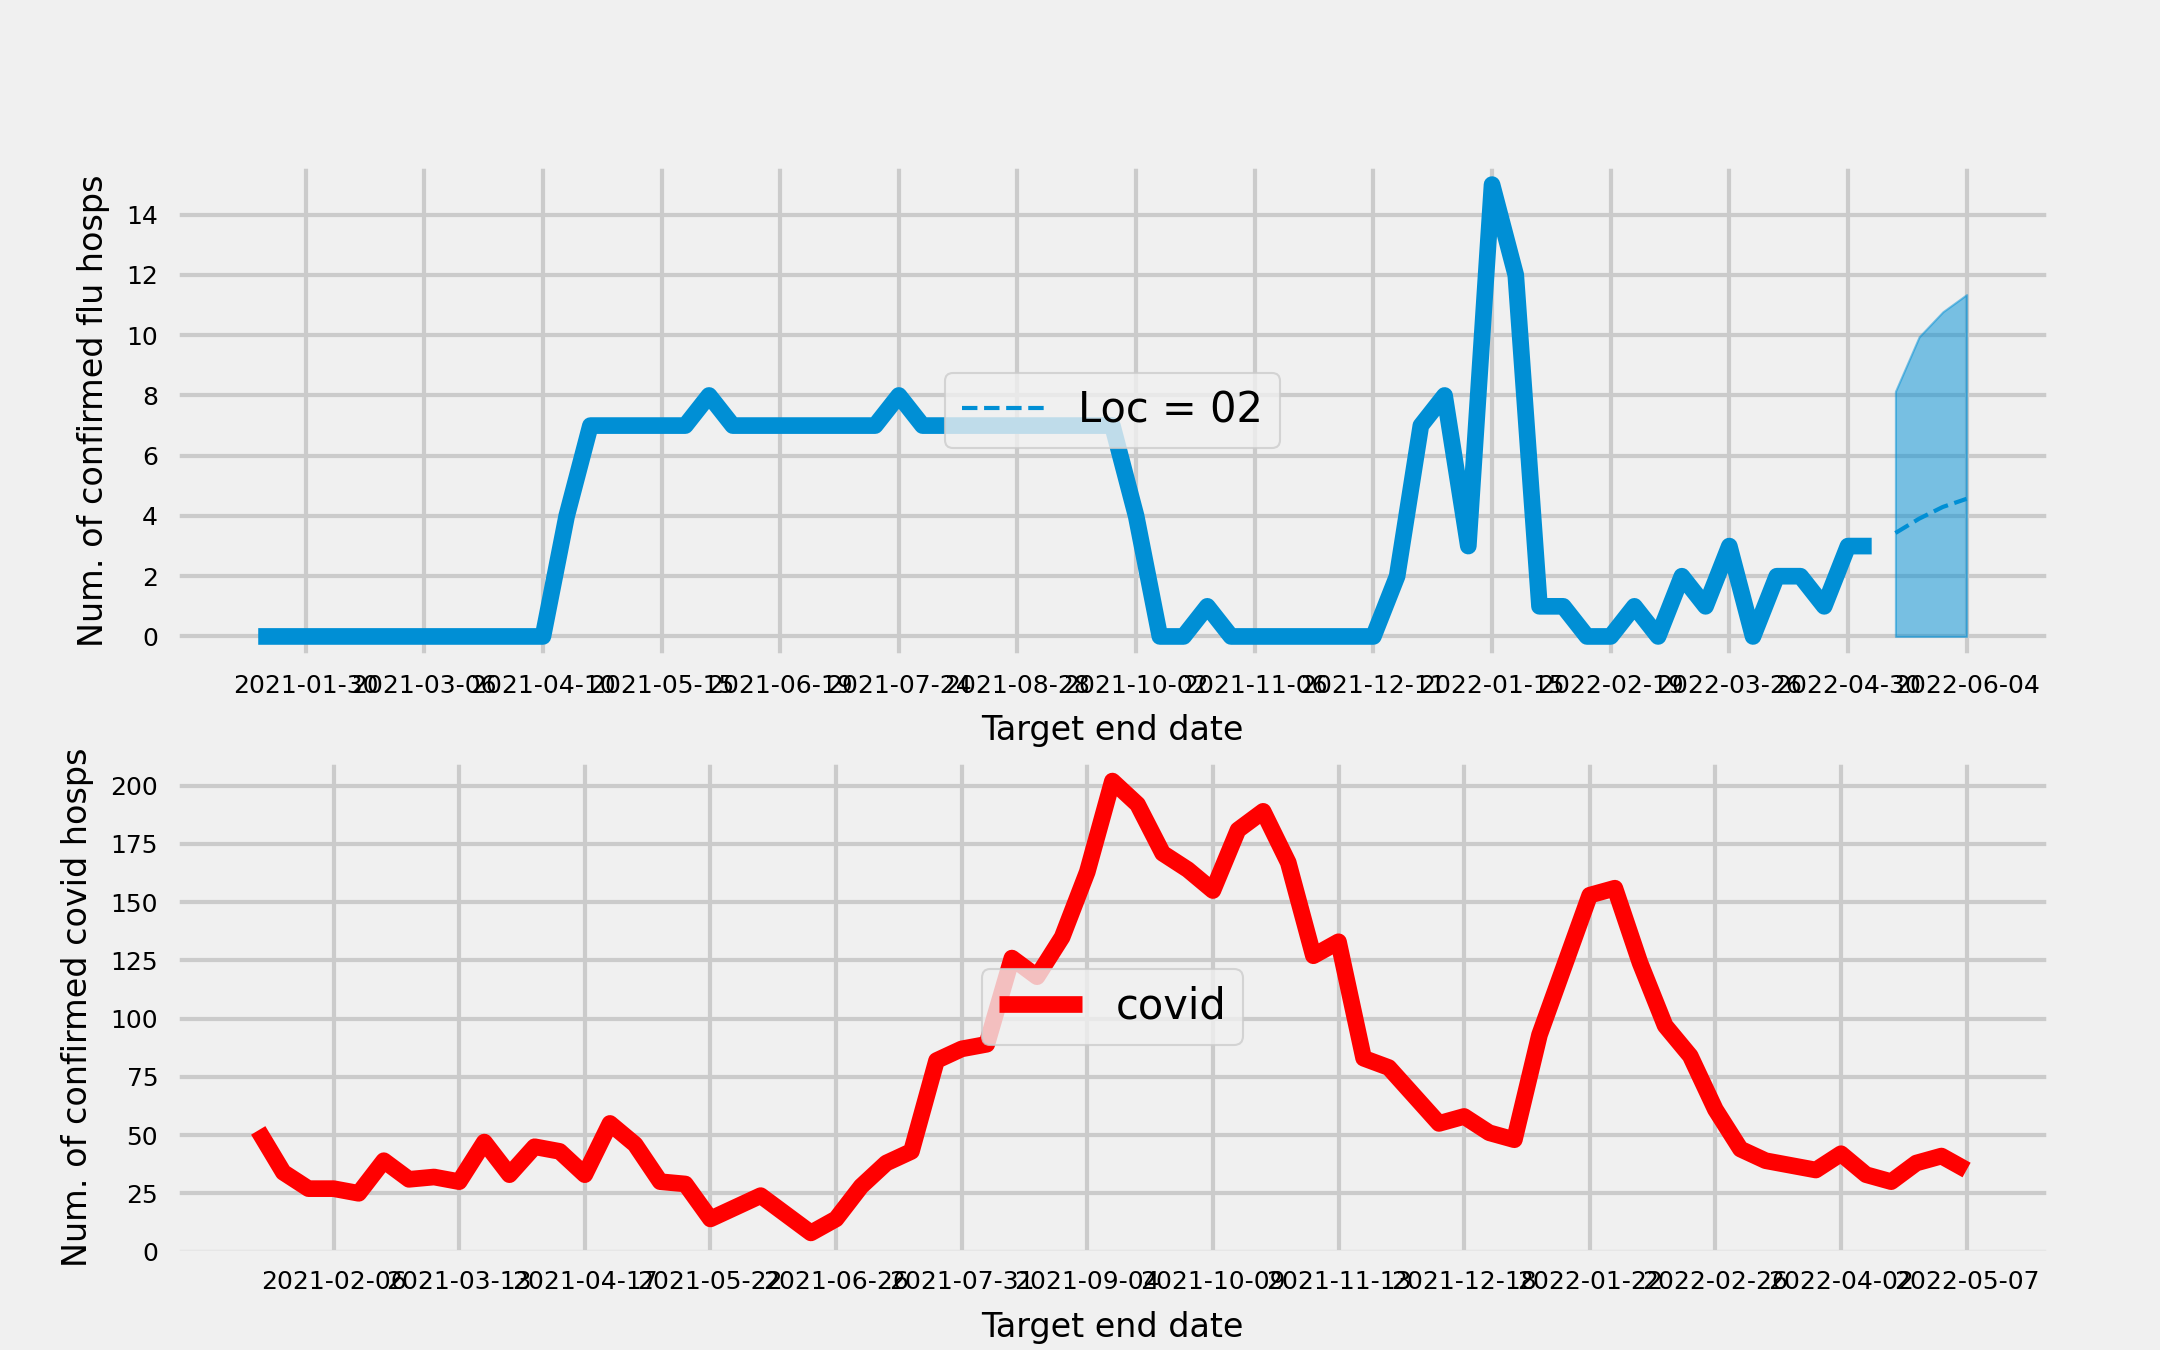 Num. of confirmed flu hosps
14
12
10
8
6
4
2
0
Loc = 02
2021-01-30 2021-03-06 2021-04-10 2021-05-15 2021-06-19 2021-07-24 2021-08-28 2021-10-02 2021-11-06 2021-12-11 2022-01-15 2022-02-19 2022-03-26 2022-04-30 2022-06-04
Target end date
Num. of confirmed covid hosps
200
175
150
125
100
75
50
25
0
covid
2021-02-06 2021-03-13 2021-04-17 2021-05-22 2021-06-26 2021-07-31 2021-09-04 2021-10-09 2021-11-13 2021-12-18 2022-01-22 2022-02-26 2022-04-02 2022-05-07
Target end date